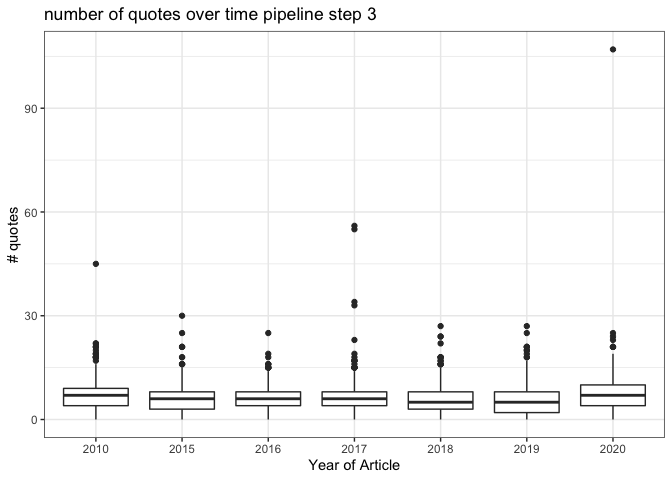 number of quotes over time pipeline step 3
# quotes
90
60
30
0
2010 2015 2016 2017 2018 2019 2020
Year of Article